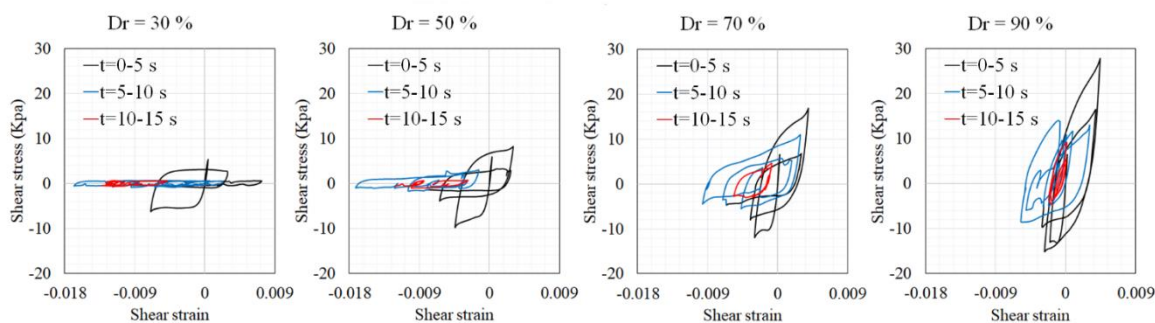 Dr = 30 %
30
20
10
0
-10
-20
Shear stress (Kpa)
t=0-5 s
t=5-10 s
t=10-15 s
-0.018 -0.009 0 0.009
Shear strain
Dr = 50 %
30
20
10
0
-10
-20
Shear stress (Kpa)
t=0-5 s
t=5-10 s
t=10-15 s
-0.018 -0.009 0 0.009
Shear strain
Dr = 70 %
30
20
10
0
-10
-20
Shear stress (Kpa)
t=0-5 s
t=5-10 s
t=10-15 s
-0.018 -0.009 0 0.009
Shear strain
Dr = 90 %
30
20
10
0
-10
-20
Shear stress (Kpa)
t=0-5 s
t=5-10 s
t=10-15 s
-0.018 -0.009 0 0.009
Shear strain